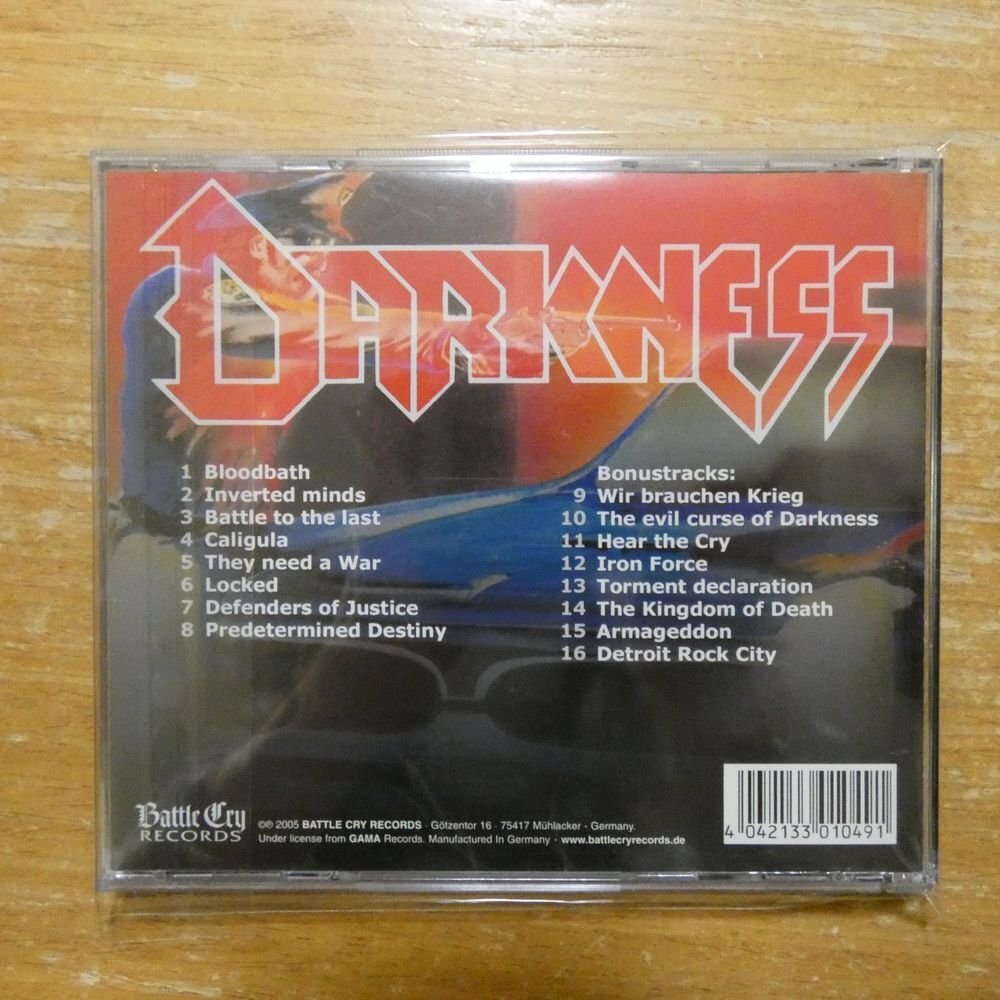 DARKNESS
1 Bloodbath
2 Inverted minds
3 Battle to the last
4 Caligula
5 They need a War
6 Locked
7 Defenders of Justice
8 Predetermined Destiny
Bonustracks:
9 Wir brauchen Krieg
10 The evil curse of Darkness
11 Hear the Cry
12 Iron Force
13 Torment declaration
14 The Kingdom of Death
15 Armageddon
16 Detroit Rock City
Battle Cry
RECORDS
©℗ 2005 BATTLE CRY RECORDS · Götzentor 16 · 75417 Mühlacker · Germany.
Under license from GAMA Records. Manufactured In Germany · www.battlecryrecords.de
4 042133 010491